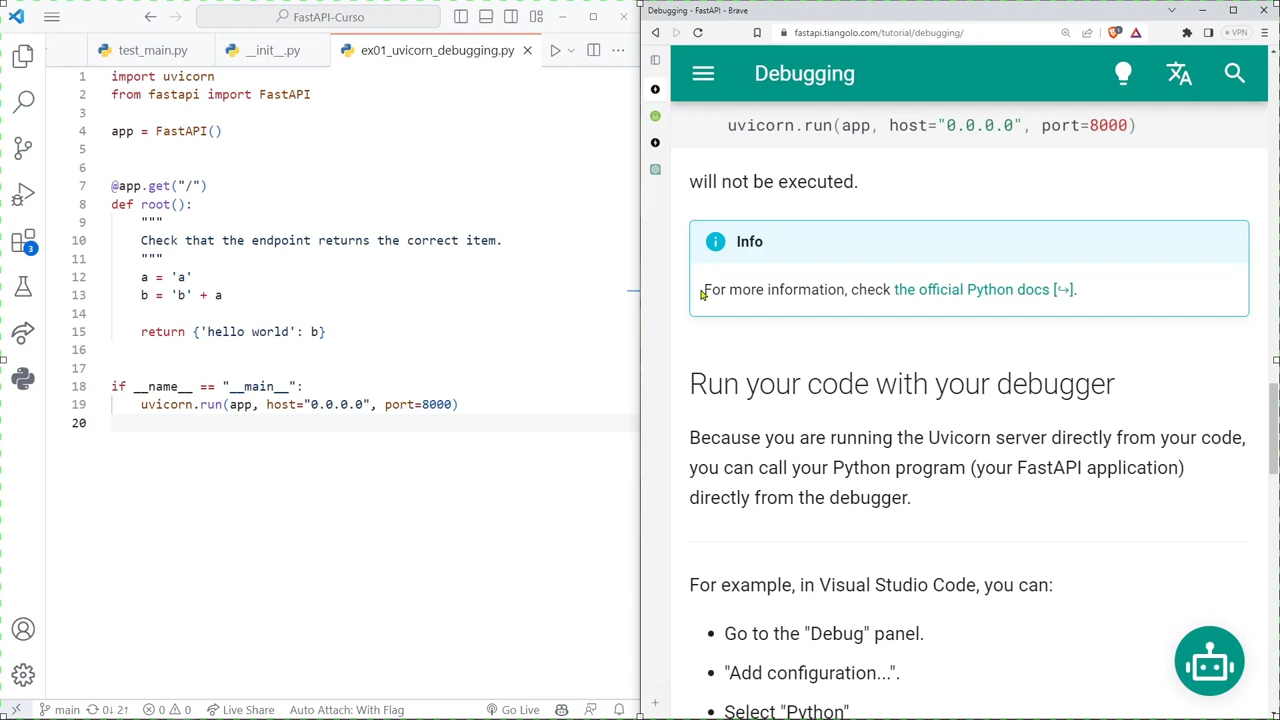 FastAPI-Curso
test_main.py
__init__.py
ex01_uvicorn_debugging.py
1 import uvicorn
2 from fastapi import FastAPI
3
4 app = FastAPI()
5
6
7 @app.get("/")
8 def root():
9 """
10 Check that the endpoint returns the correct item.
11 """
12 a = 'a'
13 b = 'b' + a
14
15 return {'hello world': b}
16
17
18 if __name__ == "__main__":
19 uvicorn.run(app, host="0.0.0.0", port=8000)
20
3
main 0↓ 2↑ 0 0 Live Share Auto Attach: With Flag Go Live
Debugging - FastAPI - Brave
fastapi.tiangolo.com/tutorial/debugging/
VPN
Debugging
uvicorn.run(app, host="0.0.0.0", port=8000)
will not be executed.
Info
For more information, check the official Python docs [↪].
Run your code with your debugger
Because you are running the Uvicorn server directly from your code,
you can call your Python program (your FastAPI application)
directly from the debugger.
For example, in Visual Studio Code, you can:
• Go to the "Debug" panel.
• "Add configuration...".
• Select "Python"